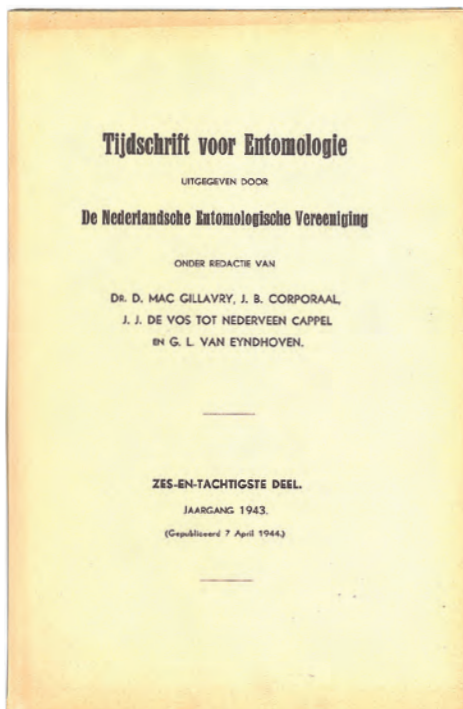 Tijdschrift voor Entomologie
UITGEGEVEN DOOR
De Nederlandsche Entomologische Vereeniging
ONDER REDACTIE VAN
DR. D. MAC GILLAVRY, J. B. CORPORAAL,
J. J. DE VOS TOT NEDERVEEN CAPPEL
EN G. L. VAN EYNDHOVEN.
ZES-EN-TACHTIGSTE DEEL.
JAARGANG 1943.
(Gepubliceerd 7 April 1944.)